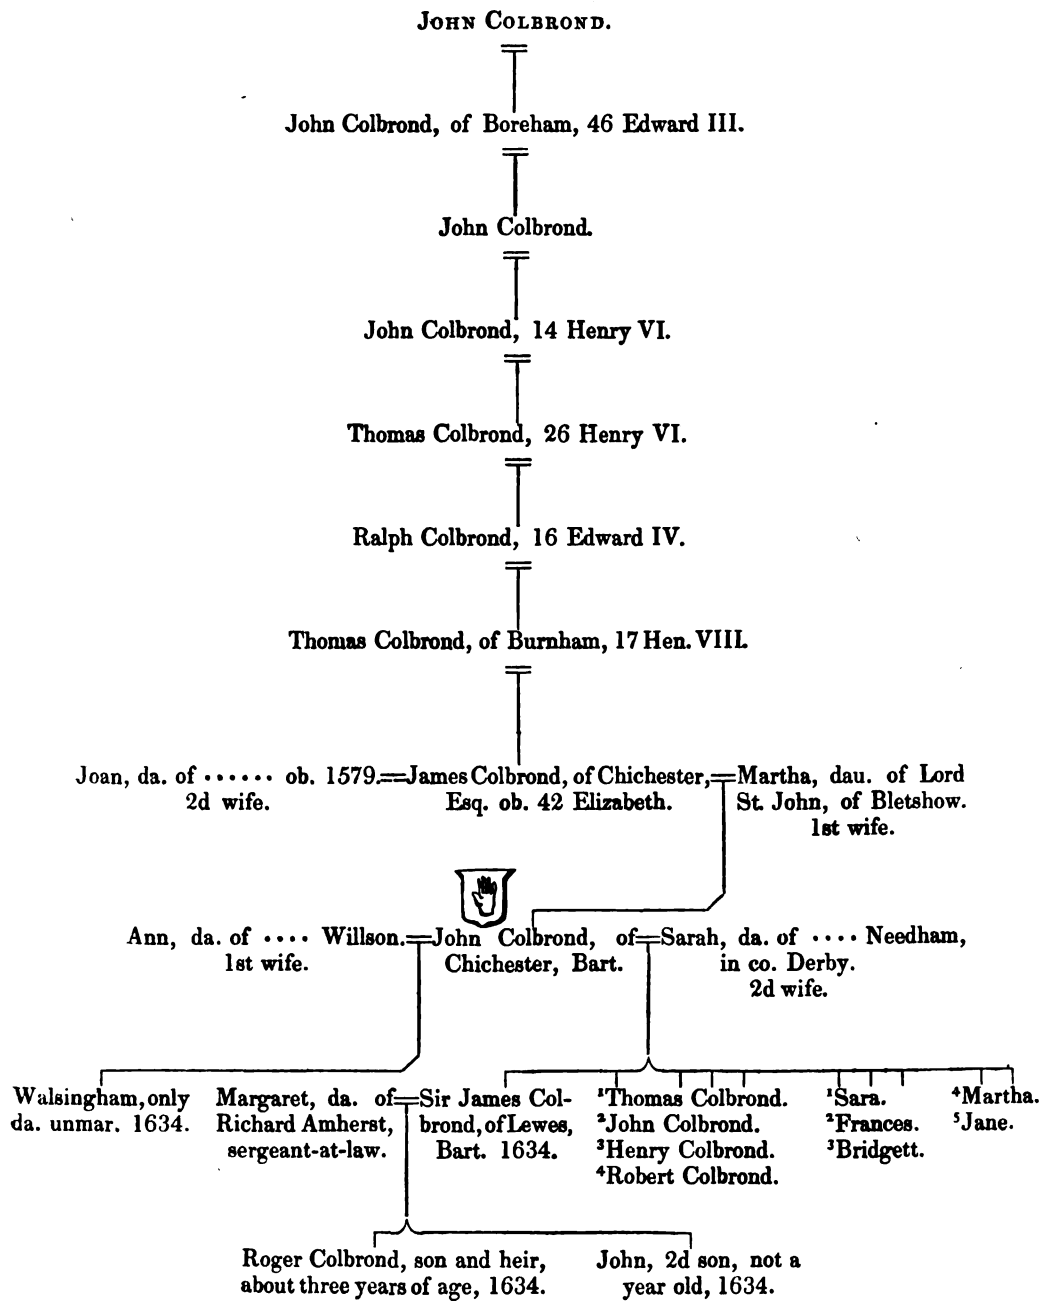 JOHN COLBROND.
John Colbrond, of Boreham, 46 Edward III.
John Colbrond.
John Colbrond, 14 Henry VI.
Thomas Colbrond, 26 Henry VI.
Ralph Colbrond, 16 Edward IV.
Thomas Colbrond, of Burnham, 17 Hen. VIII.
Joan, da. of ...... ob. 1579.
2d wife.
James Colbrond, of Chichester,
Esq. ob. 42 Elizabeth.
Martha, dau. of Lord
St. John, of Bletshow.
1st wife.
Ann, da. of .... Willson.
1st wife.
John Colbrond, of
Chichester, Bart.
Sarah, da. of .... Needham,
in co. Derby.
2d wife.
Walsingham, only
da. unmar. 1634.
Margaret, da. of
Richard Amherst,
sergeant-at-law.
Sir James Col-
brond, of Lewes,
Bart. 1634.
¹Thomas Colbrond.
²John Colbrond.
³Henry Colbrond.
⁴Robert Colbrond.
¹Sara.
²Frances.
³Bridgett.
⁴Martha.
⁵Jane.
Roger Colbrond, son and heir,
about three years of age, 1634.
John, 2d son, not a
year old, 1634.